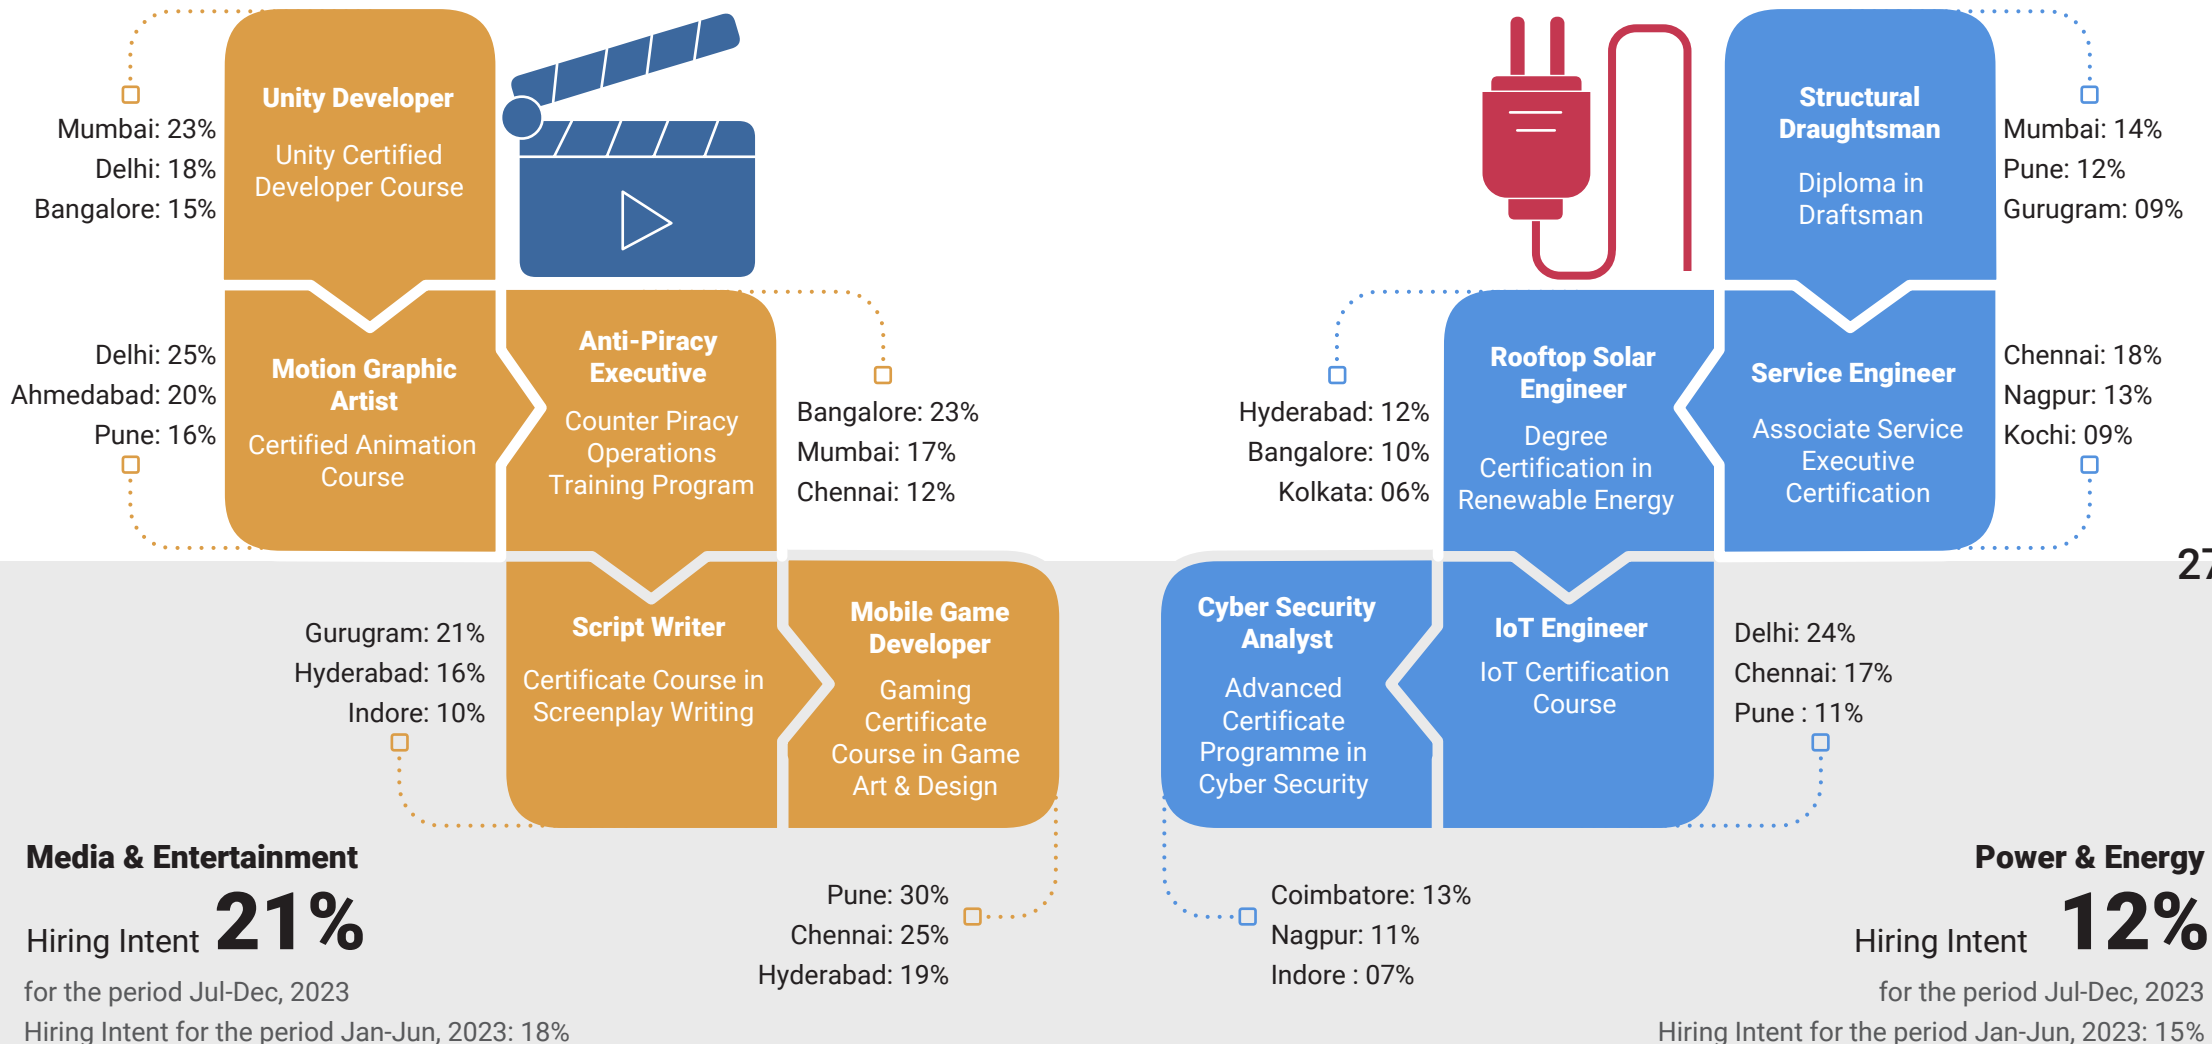 Unity Developer
Unity Certified
Developer Course
Mumbai: 23%
Delhi: 18%
Bangalore: 15%
Motion Graphic
Artist
Certified Animation
Course
Delhi: 25%
Ahmedabad: 20%
Pune: 16%
Anti-Piracy
Executive
Counter Piracy
Operations
Training Program
Bangalore: 23%
Mumbai: 17%
Chennai: 12%
Script Writer
Certificate Course in
Screenplay Writing
Gurugram: 21%
Hyderabad: 16%
Indore: 10%
Mobile Game
Developer
Gaming
Certificate
Course in Game
Art & Design
Pune: 30%
Chennai: 25%
Hyderabad: 19%
Media & Entertainment
Hiring Intent 21%
for the period Jul-Dec, 2023
Hiring Intent for the period Jan-Jun, 2023: 18%
Structural
Draughtsman
Diploma in
Draftsman
Mumbai: 14%
Pune: 12%
Gurugram: 09%
Service Engineer
Associate Service
Executive
Certification
Chennai: 18%
Nagpur: 13%
Kochi: 09%
Rooftop Solar
Engineer
Degree
Certification in
Renewable Energy
Hyderabad: 12%
Bangalore: 10%
Kolkata: 06%
IoT Engineer
IoT Certification
Course
Delhi: 24%
Chennai: 17%
Pune : 11%
Cyber Security
Analyst
Advanced
Certificate
Programme in
Cyber Security
Coimbatore: 13%
Nagpur: 11%
Indore : 07%
Power & Energy
Hiring Intent 12%
for the period Jul-Dec, 2023
Hiring Intent for the period Jan-Jun, 2023: 15%
27